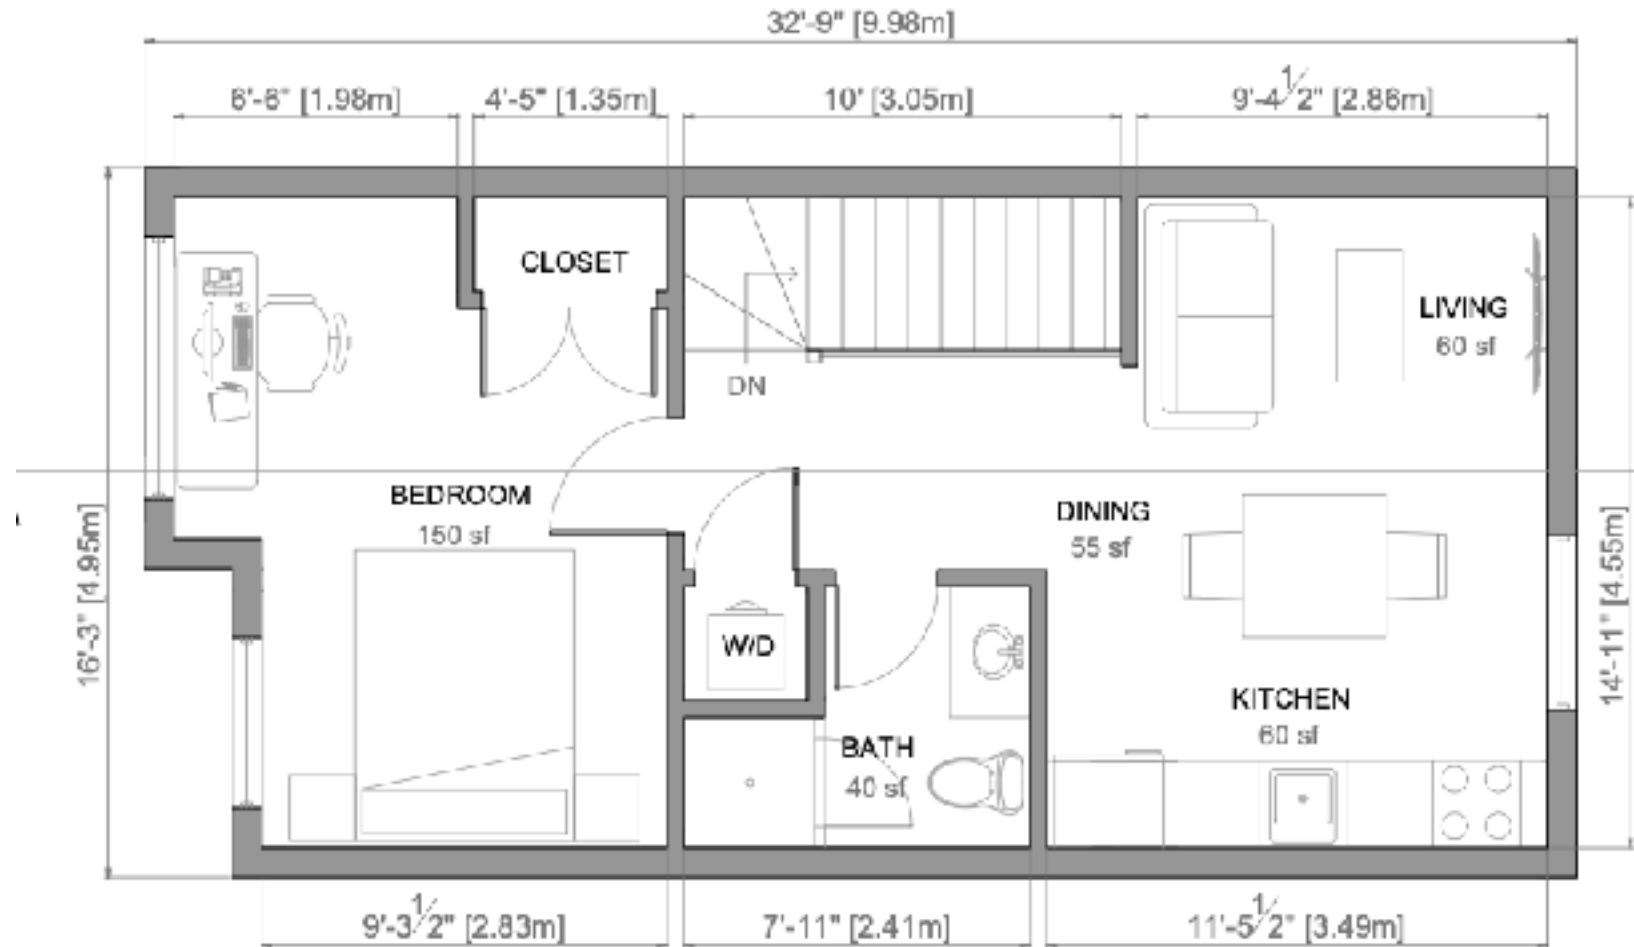 32'-9" [9.98m]
6'-6" [1.98m]
4'-5" [1.35m]
10' [3.05m]
9'-4 1/2" [2.86m]
CLOSET
LIVING
60 sf
DN
BEDROOM
150 sf
DINING
55 sf
16'-3" [4.95m]
14'-11" [4.55m]
W/D
KITCHEN
60 sf
BATH
40 sf
9'-3 1/2" [2.83m]
7'-11" [2.41m]
11'-5 1/2" [3.49m]